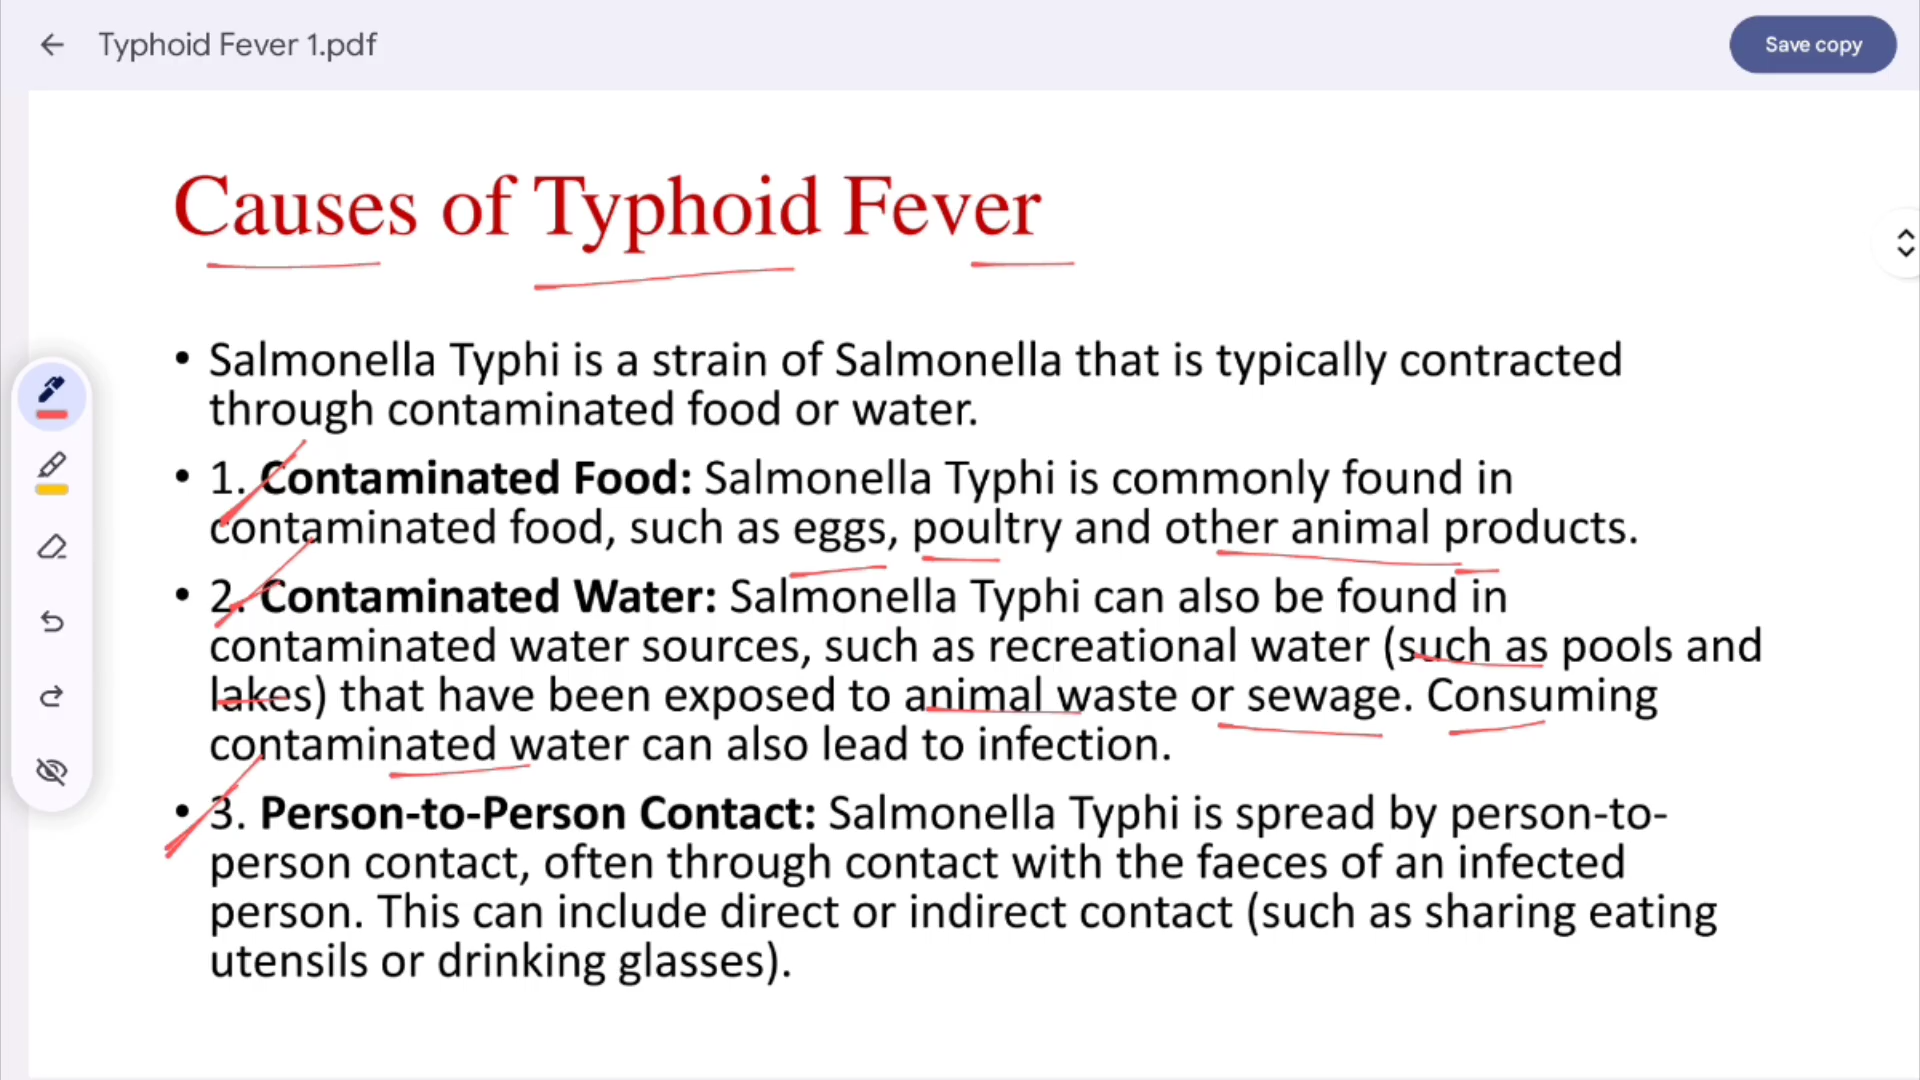 Typhoid Fever 1.pdf
Save copy
Causes of Typhoid Fever
• Salmonella Typhi is a strain of Salmonella that is typically contracted
through contaminated food or water.
• 1. Contaminated Food: Salmonella Typhi is commonly found in
contaminated food, such as eggs, poultry and other animal products.
• 2. Contaminated Water: Salmonella Typhi can also be found in
contaminated water sources, such as recreational water (such as pools and
lakes) that have been exposed to animal waste or sewage. Consuming
contaminated water can also lead to infection.
• 3. Person-to-Person Contact: Salmonella Typhi is spread by person-to-
person contact, often through contact with the faeces of an infected
person. This can include direct or indirect contact (such as sharing eating
utensils or drinking glasses).